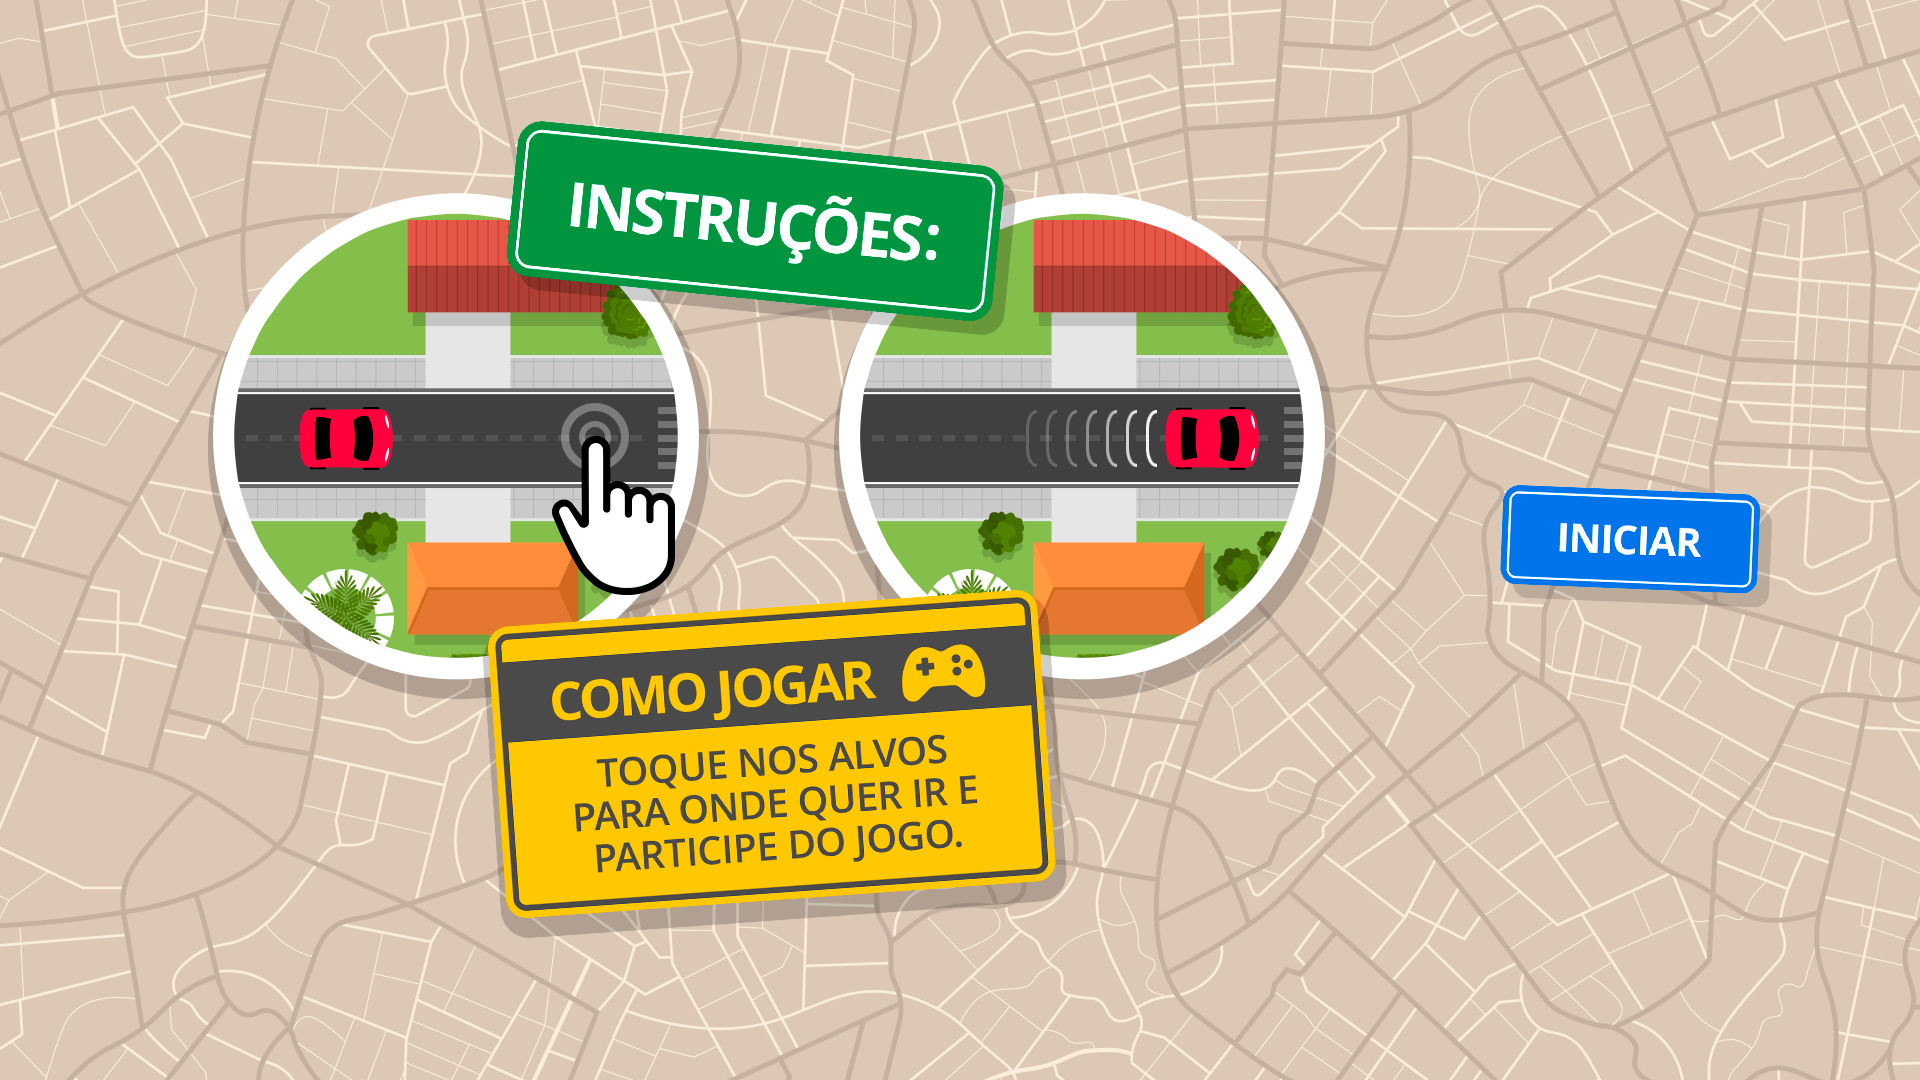 INSTRUÇÕES:
COMO JOGAR
TOQUE NOS ALVOS
PARA ONDE QUER IR E
PARTICIPE DO JOGO.
INICIAR